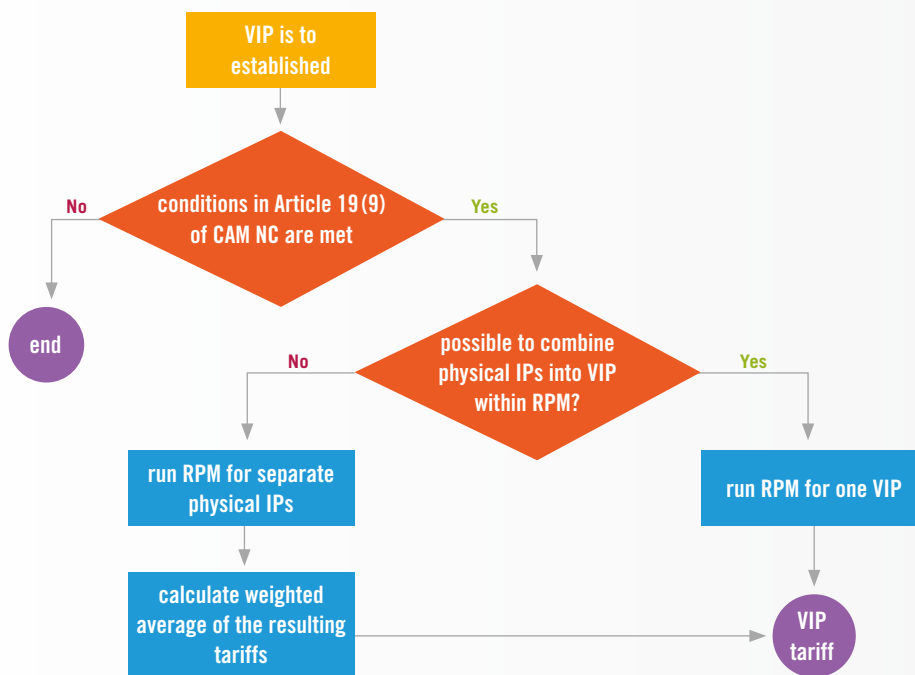 VIP is to
established
conditions in Article 19(9)
of CAM NC are met
No
Yes
end
possible to combine
physical IPs into VIP
within RPM?
No
Yes
run RPM for separate
physical IPs
run RPM for one VIP
calculate weighted
average of the resulting
tariffs
VIP
tariff